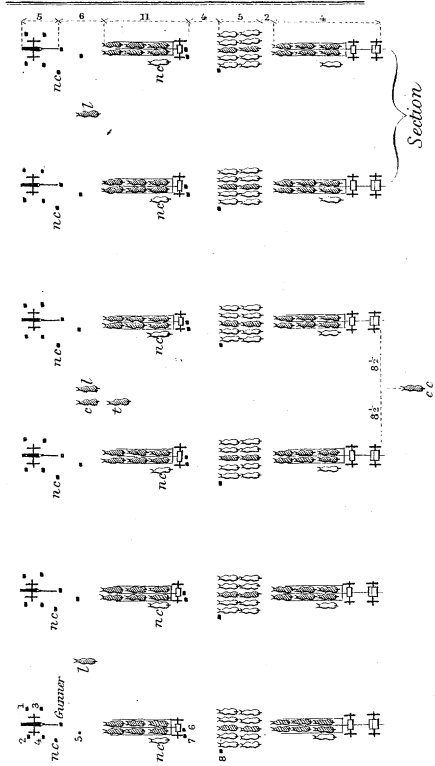 5 6 11 4 5 2 4
nc. nc
l
Section
nc. nc
nc. nc
l
c t
8½ 8½
cc
nc. nc
nc. nc
l
1 3
2 4
Gunner
nc. 5. nc 6
7
8